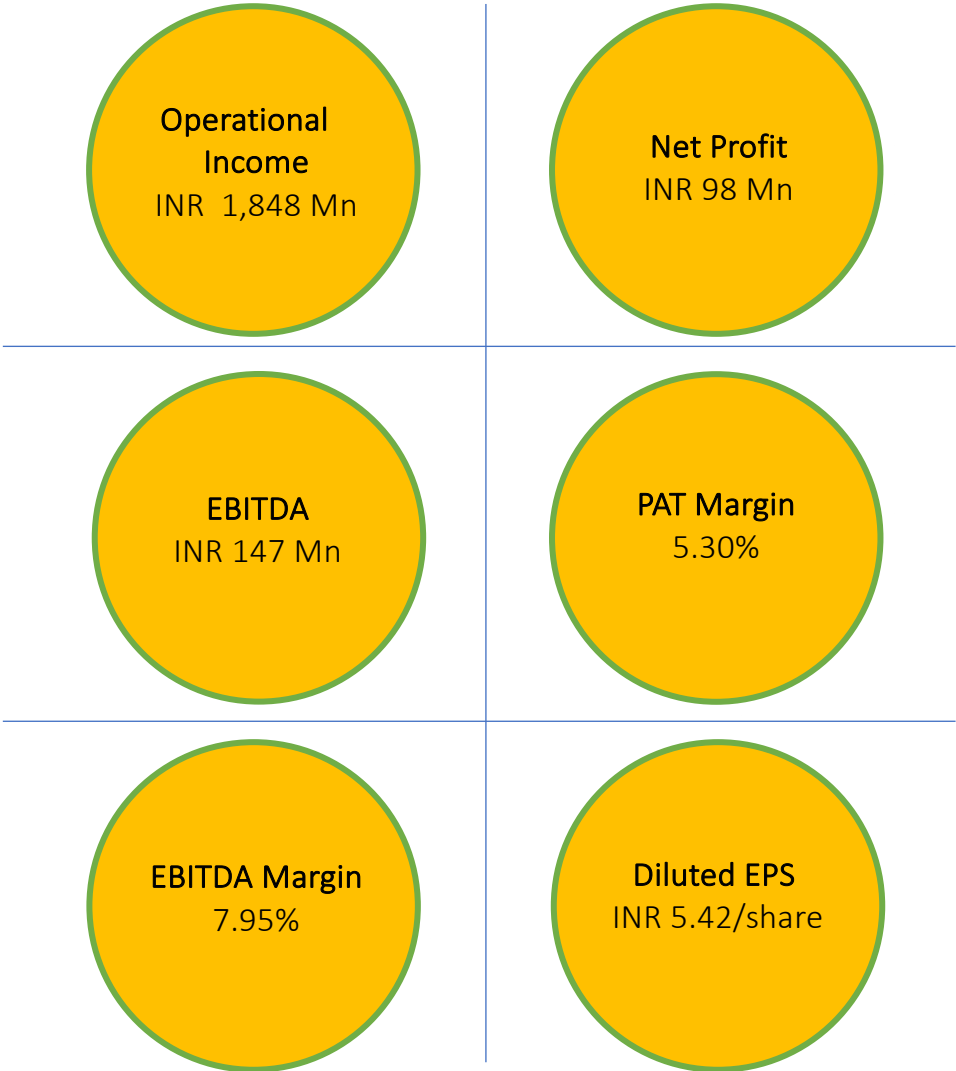 Operational
Income
INR 1,848 Mn
Net Profit
INR 98 Mn
EBITDA
INR 147 Mn
PAT Margin
5.30%
EBITDA Margin
7.95%
Diluted EPS
INR 5.42/share